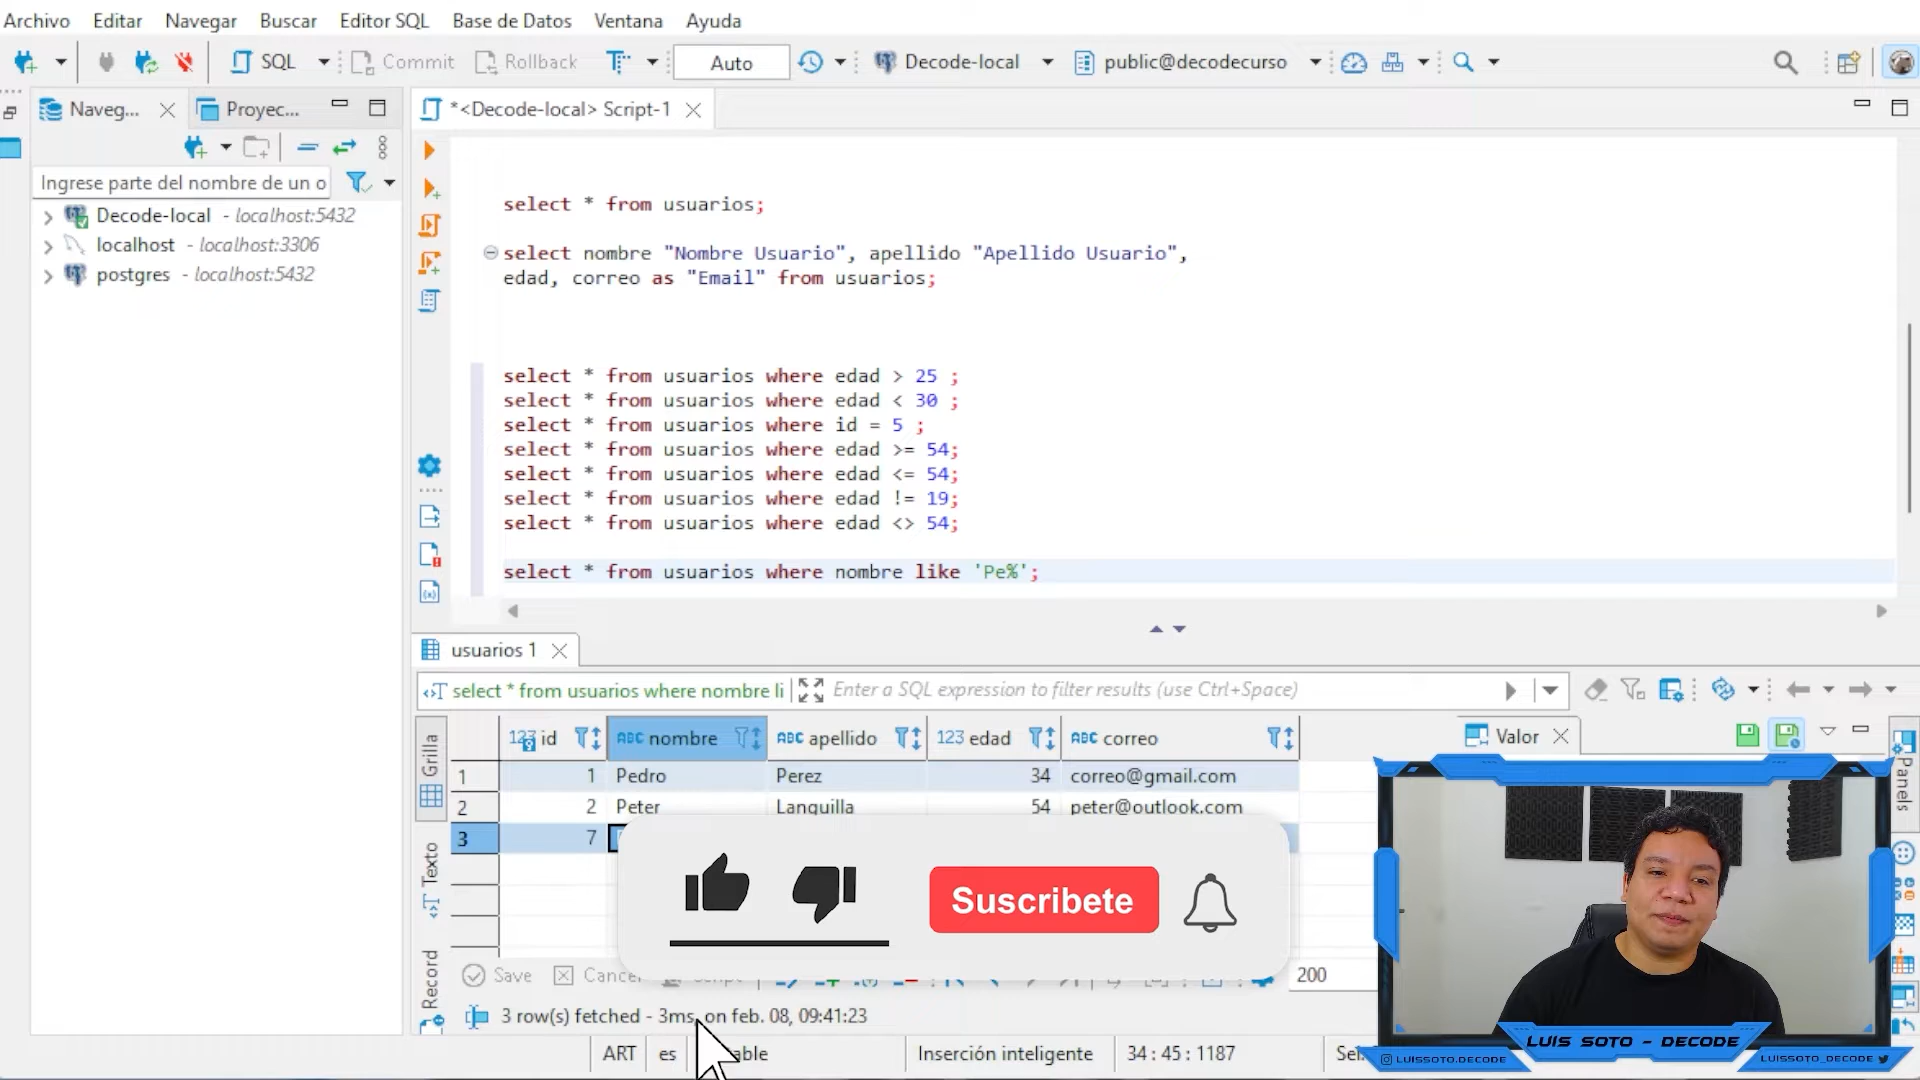 Archivo Editar Navegar Buscar Editor SQL Base de Datos Ventana Ayuda
SQL Commit Rollback Auto Decode-local public@decodecurso
Naveg... Proyec... *<Decode-local> Script-1
Ingrese parte del nombre de un o
Decode-local - localhost:5432
localhost - localhost:3306
postgres - localhost:5432
select * from usuarios;
select nombre "Nombre Usuario", apellido "Apellido Usuario",
edad, correo as "Email" from usuarios;
select * from usuarios where edad > 25 ;
select * from usuarios where edad < 30 ;
select * from usuarios where id = 5 ;
select * from usuarios where edad >= 54;
select * from usuarios where edad <= 54;
select * from usuarios where edad != 19;
select * from usuarios where edad <> 54;
select * from usuarios where nombre like 'Pe%';
usuarios 1
select * from usuarios where nombre li Enter a SQL expression to filter results (use Ctrl+Space)
Grilla
Texto
Record
123 id ABC nombre ABC apellido 123 edad ABC correo
1 1 Pedro Perez 34 correo@gmail.com
2 2 Peter Languilla 54 peter@outlook.com
3 7
Valor
Panels
Suscribete
Save Cancel 200
3 row(s) fetched - 3ms, on feb. 08, 09:41:23
ART es Inserción inteligente 34 : 45 : 1187 Sel
LUIS SOTO - DECODE
LUISSOTO.DECODE LUISSOTO_DECODE